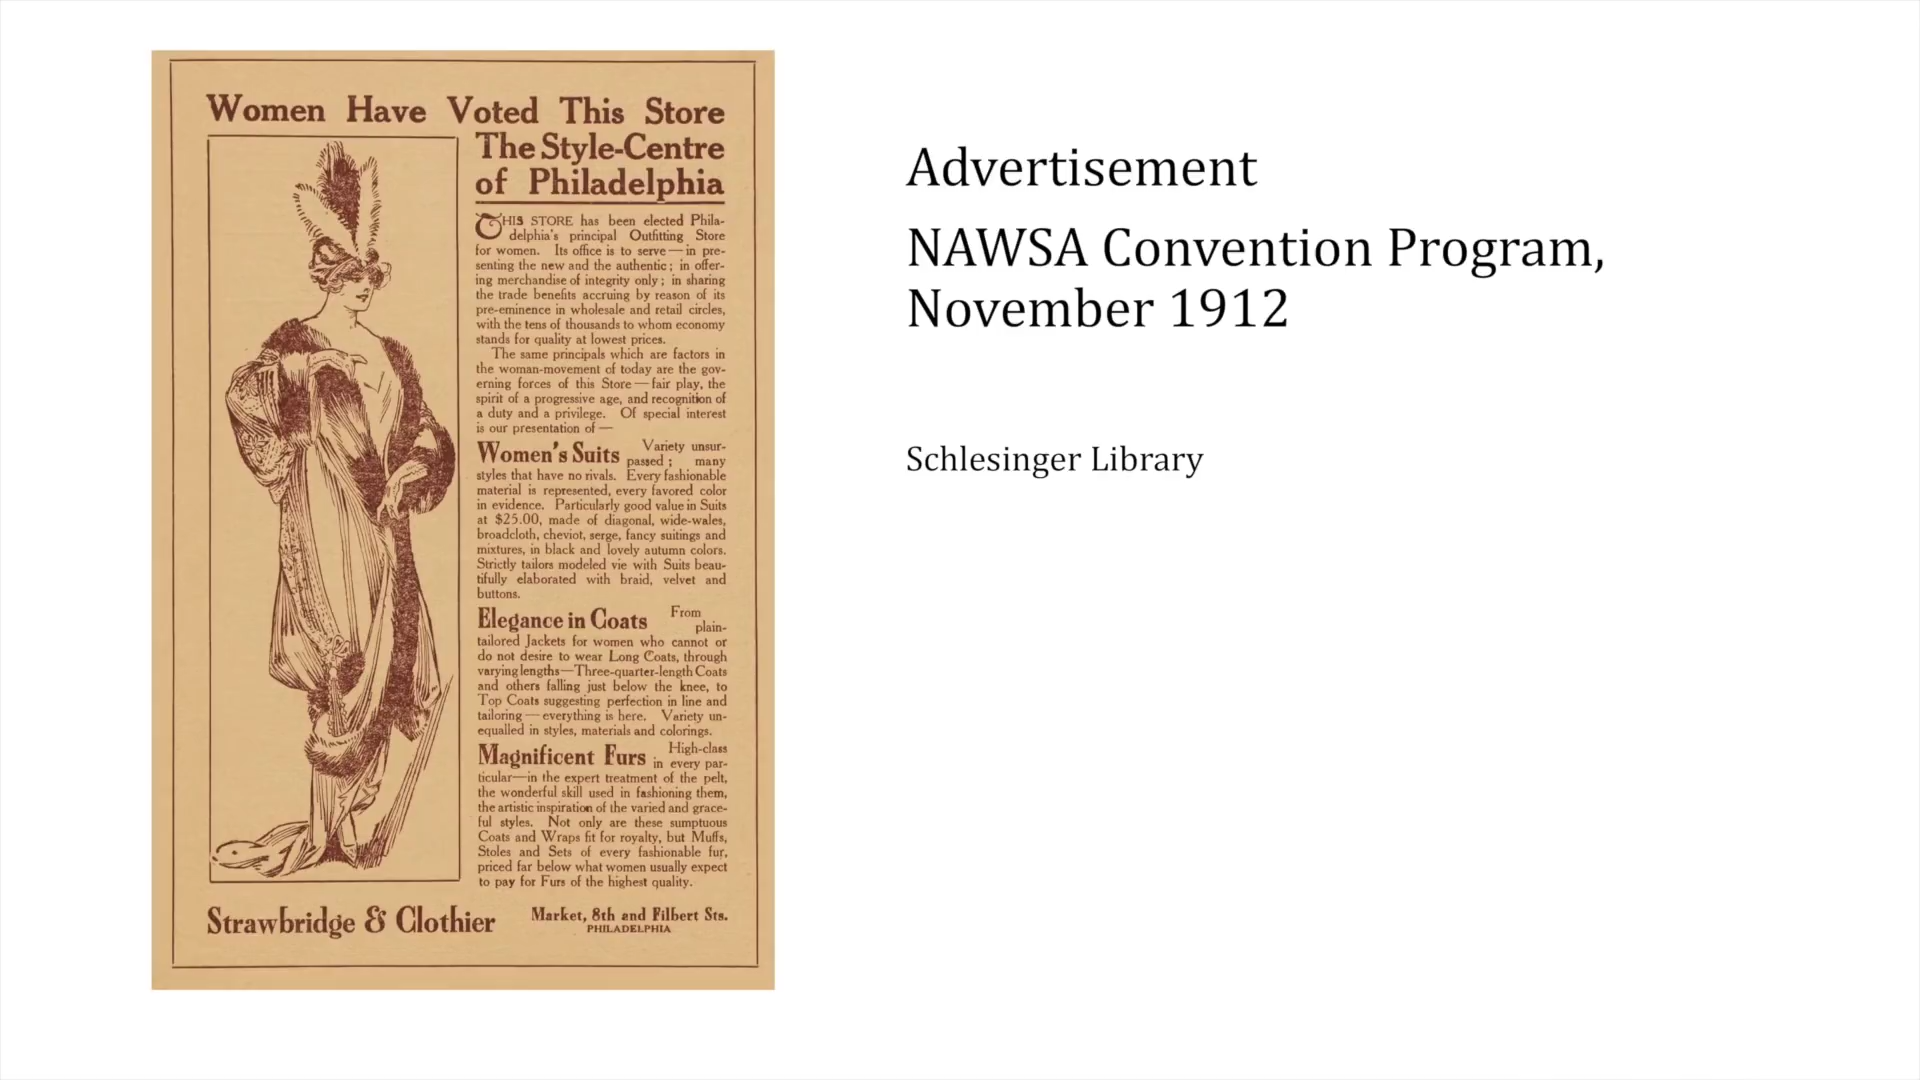 Women Have Voted This Store
The Style-Centre
of Philadelphia
THIS STORE has been elected Phila-
delphia's principal Outfitting Store
for women. Its office is to serve—in pre-
senting the new and the authentic; in offer-
ing merchandise of integrity only; in sharing
the trade benefits accruing by reason of its
pre-eminence in wholesale and retail circles,
with the tens of thousands to whom economy
stands for quality at lowest prices.
The same principals which are factors in
the woman-movement of today are the gov-
erning forces of this Store—fair play, the
spirit of a progressive age, and recognition of
a duty and a privilege. Of special interest
is our presentation of—
Women's Suits Variety unsur-
passed; many
styles that have no rivals. Every fashionable
material is represented, every favored color
in evidence. Particularly good value in Suits
at $25.00, made of diagonal, wide-wales,
broadcloth, cheviot, serge, fancy suitings and
mixtures, in black and lovely autumn colors.
Strictly tailors modeled vie with Suits beau-
tifully elaborated with braid, velvet and
buttons.
Elegance in Coats From
plain-
tailored Jackets for women who cannot or
do not desire to wear Long Coats, through
varying lengths—Three-quarter-length Coats
and others falling just below the knee, to
Top Coats suggesting perfection in line and
tailoring—everything is here. Variety un-
equalled in styles, materials and colorings.
Magnificent Furs High-class
in every par-
ticular—in the expert treatment of the pelt,
the wonderful skill used in fashioning them,
the artistic inspiration of the varied and grace-
ful styles. Not only are these sumptuous
Coats and Wraps fit for royalty, but Muffs,
Stoles and Sets of every fashionable fur,
priced far below what women usually expect
to pay for Furs of the highest quality.
Strawbridge & Clothier
Market, 8th and Filbert Sts.
PHILADELPHIA
Advertisement
NAWSA Convention Program,
November 1912
Schlesinger Library